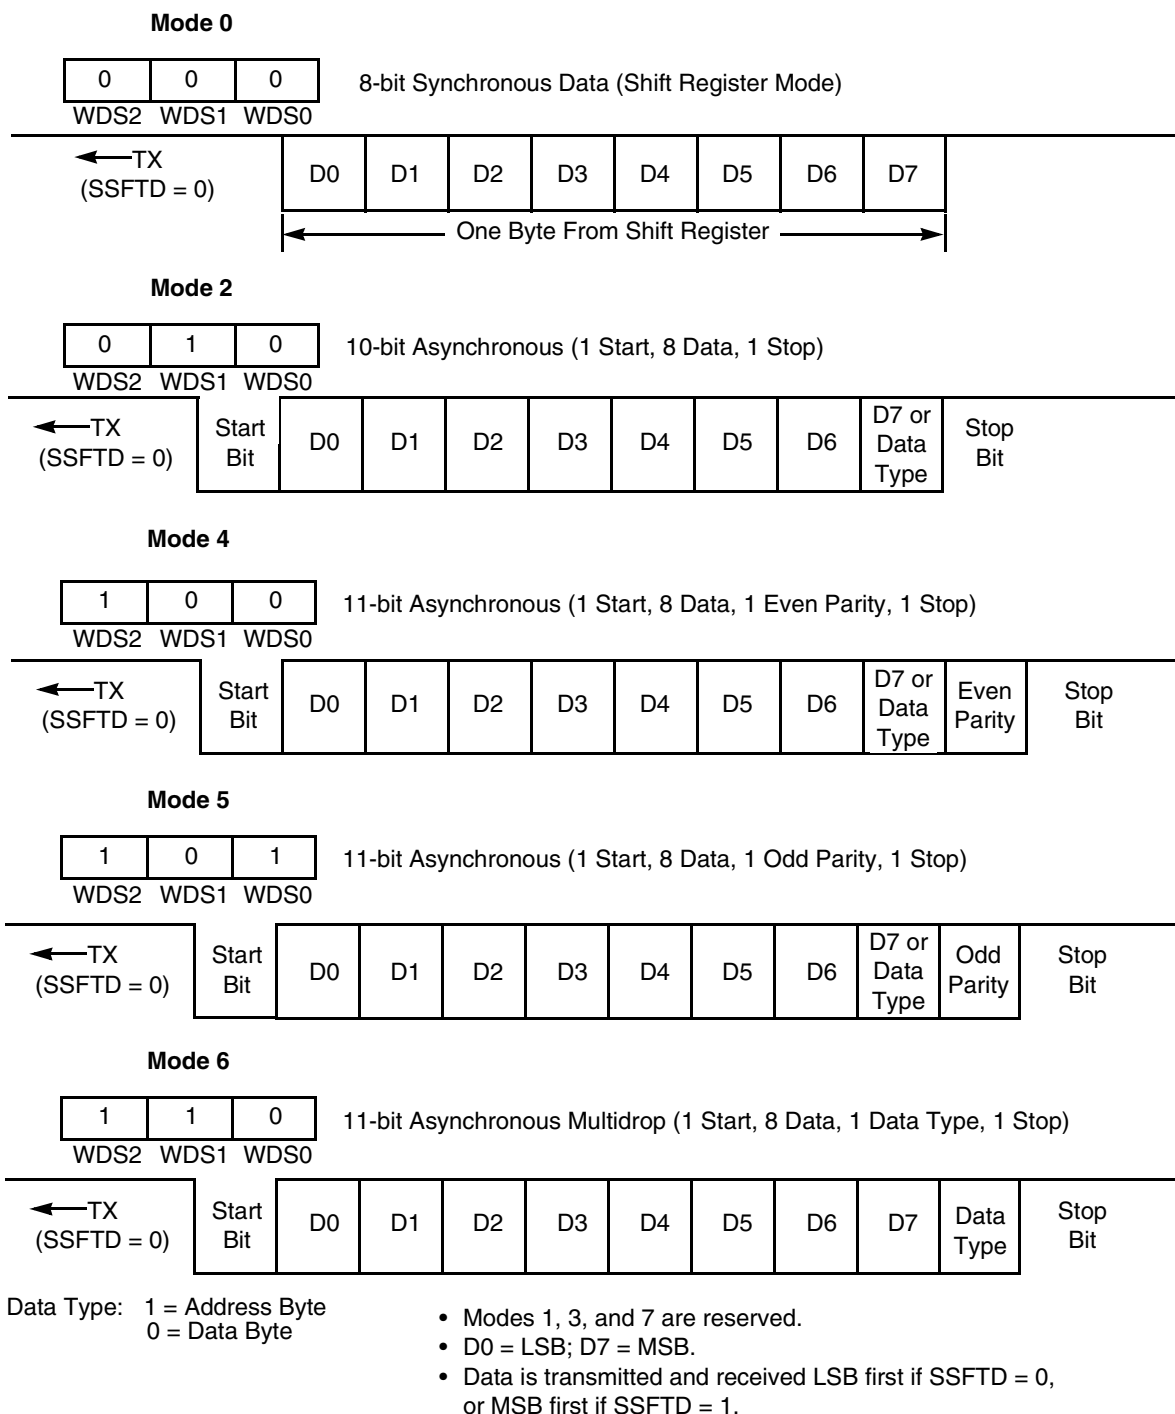 Mode 0
0 0 0 8-bit Synchronous Data (Shift Register Mode)
WDS2 WDS1 WDS0
TX
(SSFTD = 0)
D0 D1 D2 D3 D4 D5 D6 D7
One Byte From Shift Register
Mode 2
0 1 0 10-bit Asynchronous (1 Start, 8 Data, 1 Stop)
WDS2 WDS1 WDS0
TX
(SSFTD = 0)
Start
Bit
D0 D1 D2 D3 D4 D5 D6
D7 or
Data
Type
Stop
Bit
Mode 4
1 0 0 11-bit Asynchronous (1 Start, 8 Data, 1 Even Parity, 1 Stop)
WDS2 WDS1 WDS0
TX
(SSFTD = 0)
Start
Bit
D0 D1 D2 D3 D4 D5 D6
D7 or
Data
Type
Even
Parity
Stop
Bit
Mode 5
1 0 1 11-bit Asynchronous (1 Start, 8 Data, 1 Odd Parity, 1 Stop)
WDS2 WDS1 WDS0
TX
(SSFTD = 0)
Start
Bit
D0 D1 D2 D3 D4 D5 D6
D7 or
Data
Type
Odd
Parity
Stop
Bit
Mode 6
1 1 0 11-bit Asynchronous Multidrop (1 Start, 8 Data, 1 Data Type, 1 Stop)
WDS2 WDS1 WDS0
TX
(SSFTD = 0)
Start
Bit
D0 D1 D2 D3 D4 D5 D6 D7
Data
Type
Stop
Bit
Data Type: 1 = Address Byte
0 = Data Byte
• Modes 1, 3, and 7 are reserved.
• D0 = LSB; D7 = MSB.
• Data is transmitted and received LSB first if SSFTD = 0,
or MSB first if SSFTD = 1.